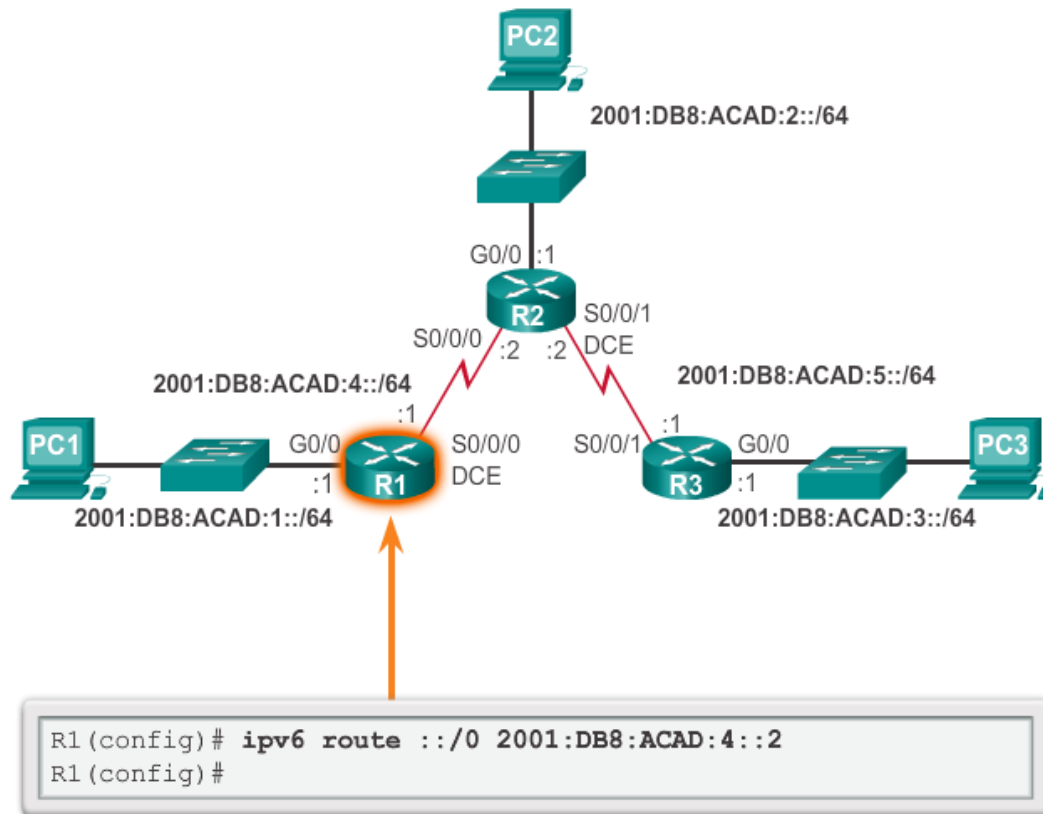 PC2
2001:DB8:ACAD:2::/64
G0/0 :1
R2
S0/0/0
:2
:2
S0/0/1
DCE
2001:DB8:ACAD:4::/64
2001:DB8:ACAD:5::/64
:1
:1
PC1
G0/0
S0/0/0
DCE
S0/0/1
G0/0
PC3
:1
R1
R3
:1
2001:DB8:ACAD:1::/64
2001:DB8:ACAD:3::/64
R1(config)# ipv6 route ::/0 2001:DB8:ACAD:4::2
R1(config)#